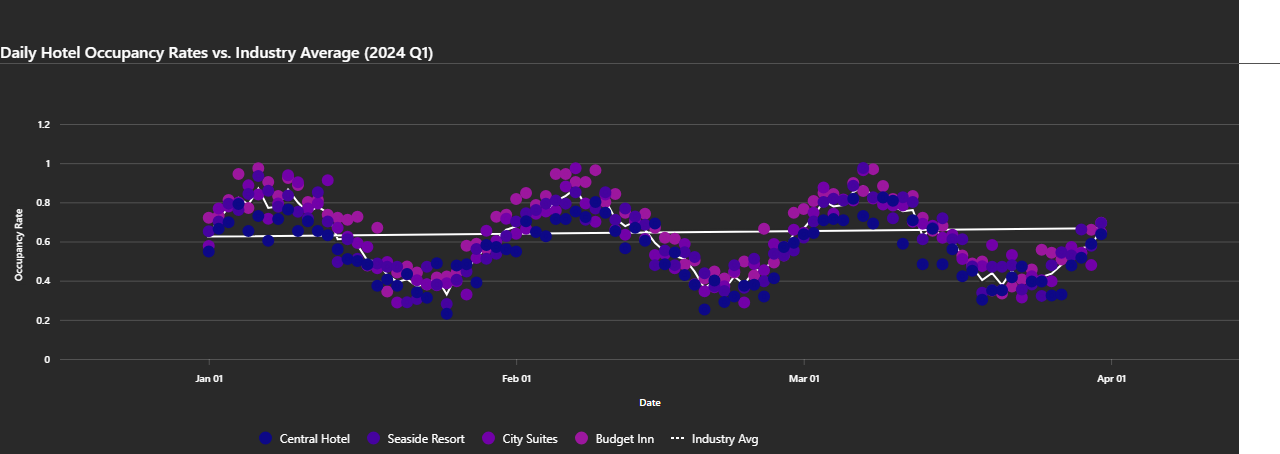 Daily Hotel Occupancy Rates vs. Industry Average (2024 Q1)
1.2
1
0.8
0.6
0.4
0.2
0
Occupancy Rate
Jan 01 Feb 01 Mar 01 Apr 01
Date
Central Hotel Seaside Resort City Suites Budget Inn Industry Avg